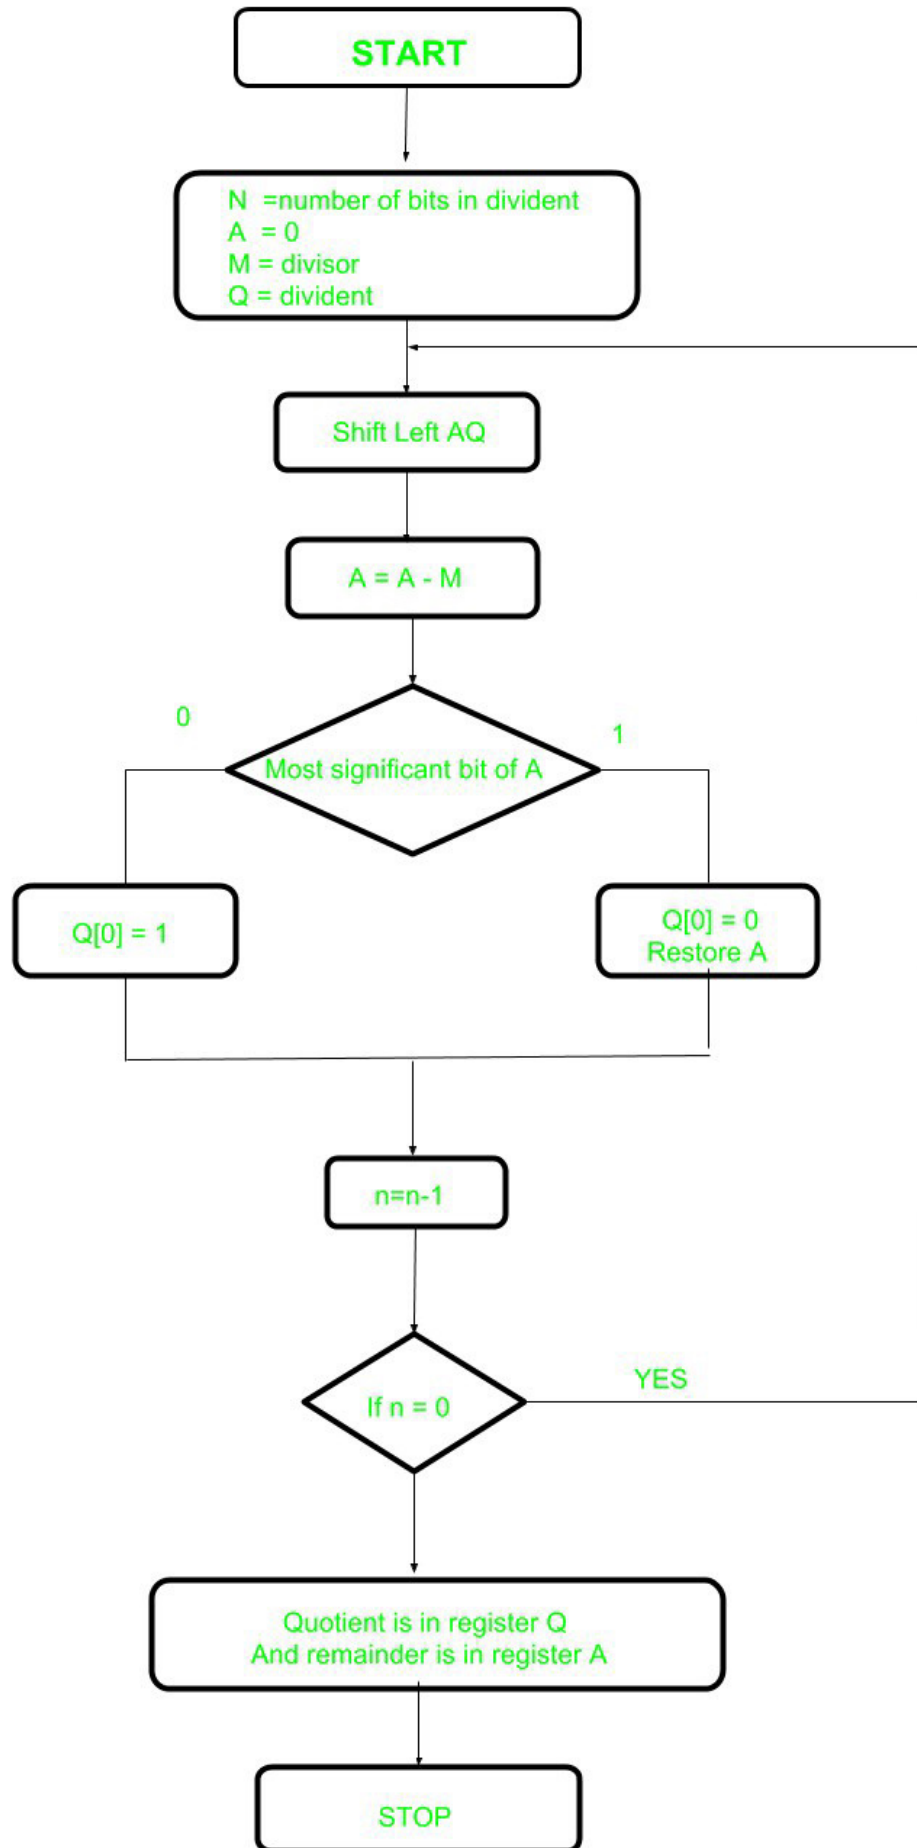 START
N  =number of bits in divident
A  = 0
M = divisor
Q = divident
Shift Left AQ
A = A - M
0
1
Most significant bit of A
Q[0] = 1
Q[0] = 0
Restore A
n=n-1
YES
If n = 0
Quotient is in register Q
And remainder is in register A
STOP